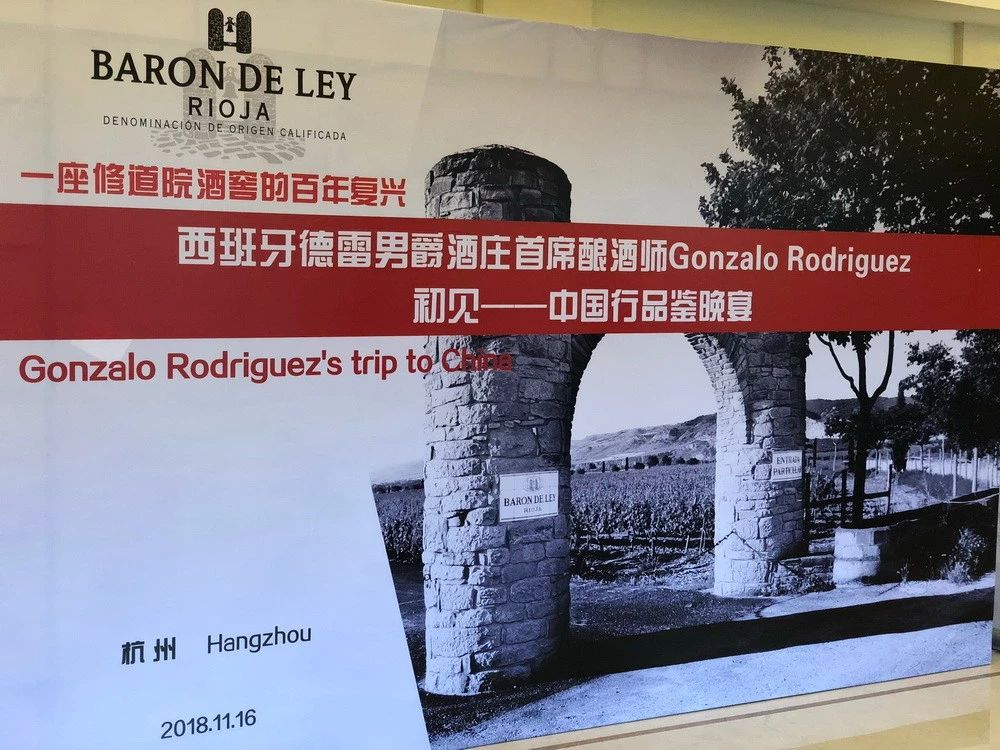 BARON DE LEY
RIOJA
DENOMINACIÓN DE ORIGEN CALIFICADA
一座修道院酒窖的百年复兴
西班牙德雷男爵酒庄首席酿酒师Gonzalo Rodriguez
初见——中国行品鉴晚宴
Gonzalo Rodriguez's trip to China
BARON DE LEY
RIOJA
ENTRADA
PARTICULAR
杭州 Hangzhou
2018.11.16